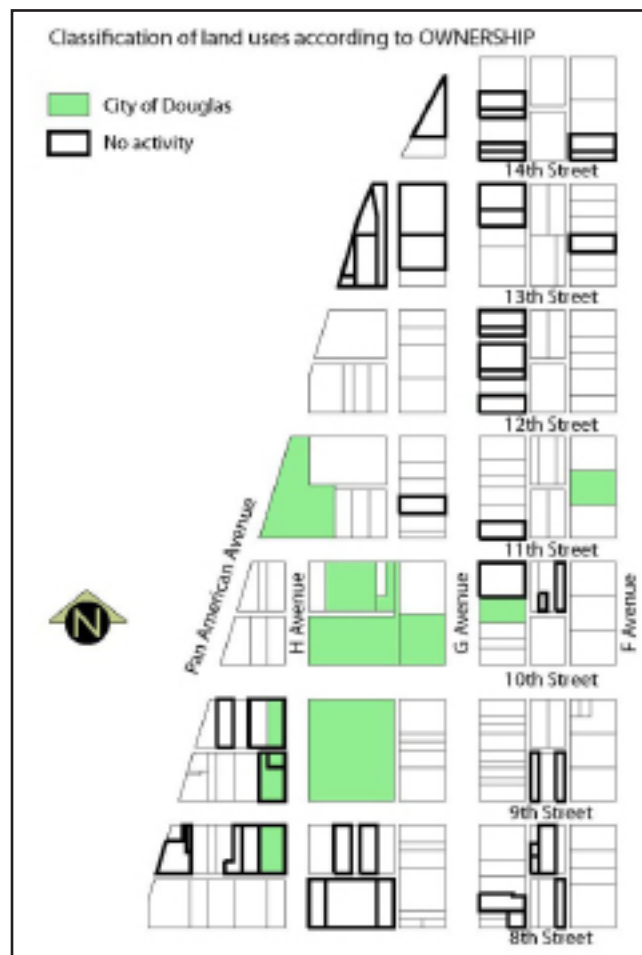 Classification of land uses according to OWNERSHIP
City of Douglas
No activity
14th Street
13th Street
12th Street
11th Street
Pan American Avenue
H Avenue
G Avenue
F Avenue
N
10th Street
9th Street
8th Street